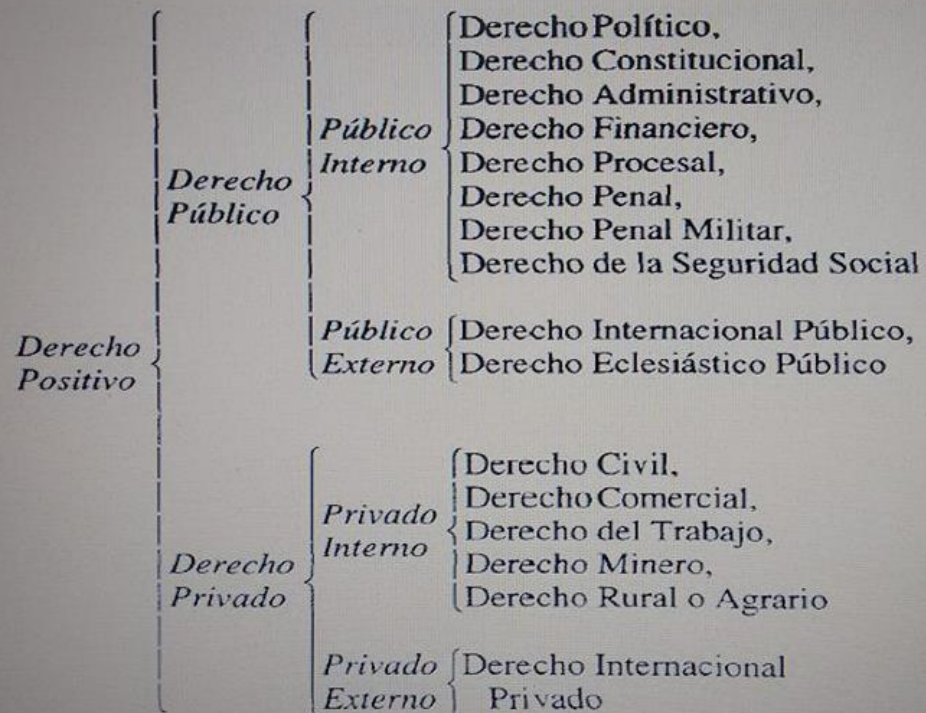 Derecho Positivo
Derecho Público
Público Interno
Derecho Político,
Derecho Constitucional,
Derecho Administrativo,
Derecho Financiero,
Derecho Procesal,
Derecho Penal,
Derecho Penal Militar,
Derecho de la Seguridad Social
Público Externo
Derecho Internacional Público,
Derecho Eclesiástico Público
Derecho Privado
Privado Interno
Derecho Civil,
Derecho Comercial,
Derecho del Trabajo,
Derecho Minero,
Derecho Rural o Agrario
Privado Externo
Derecho Internacional
Privado